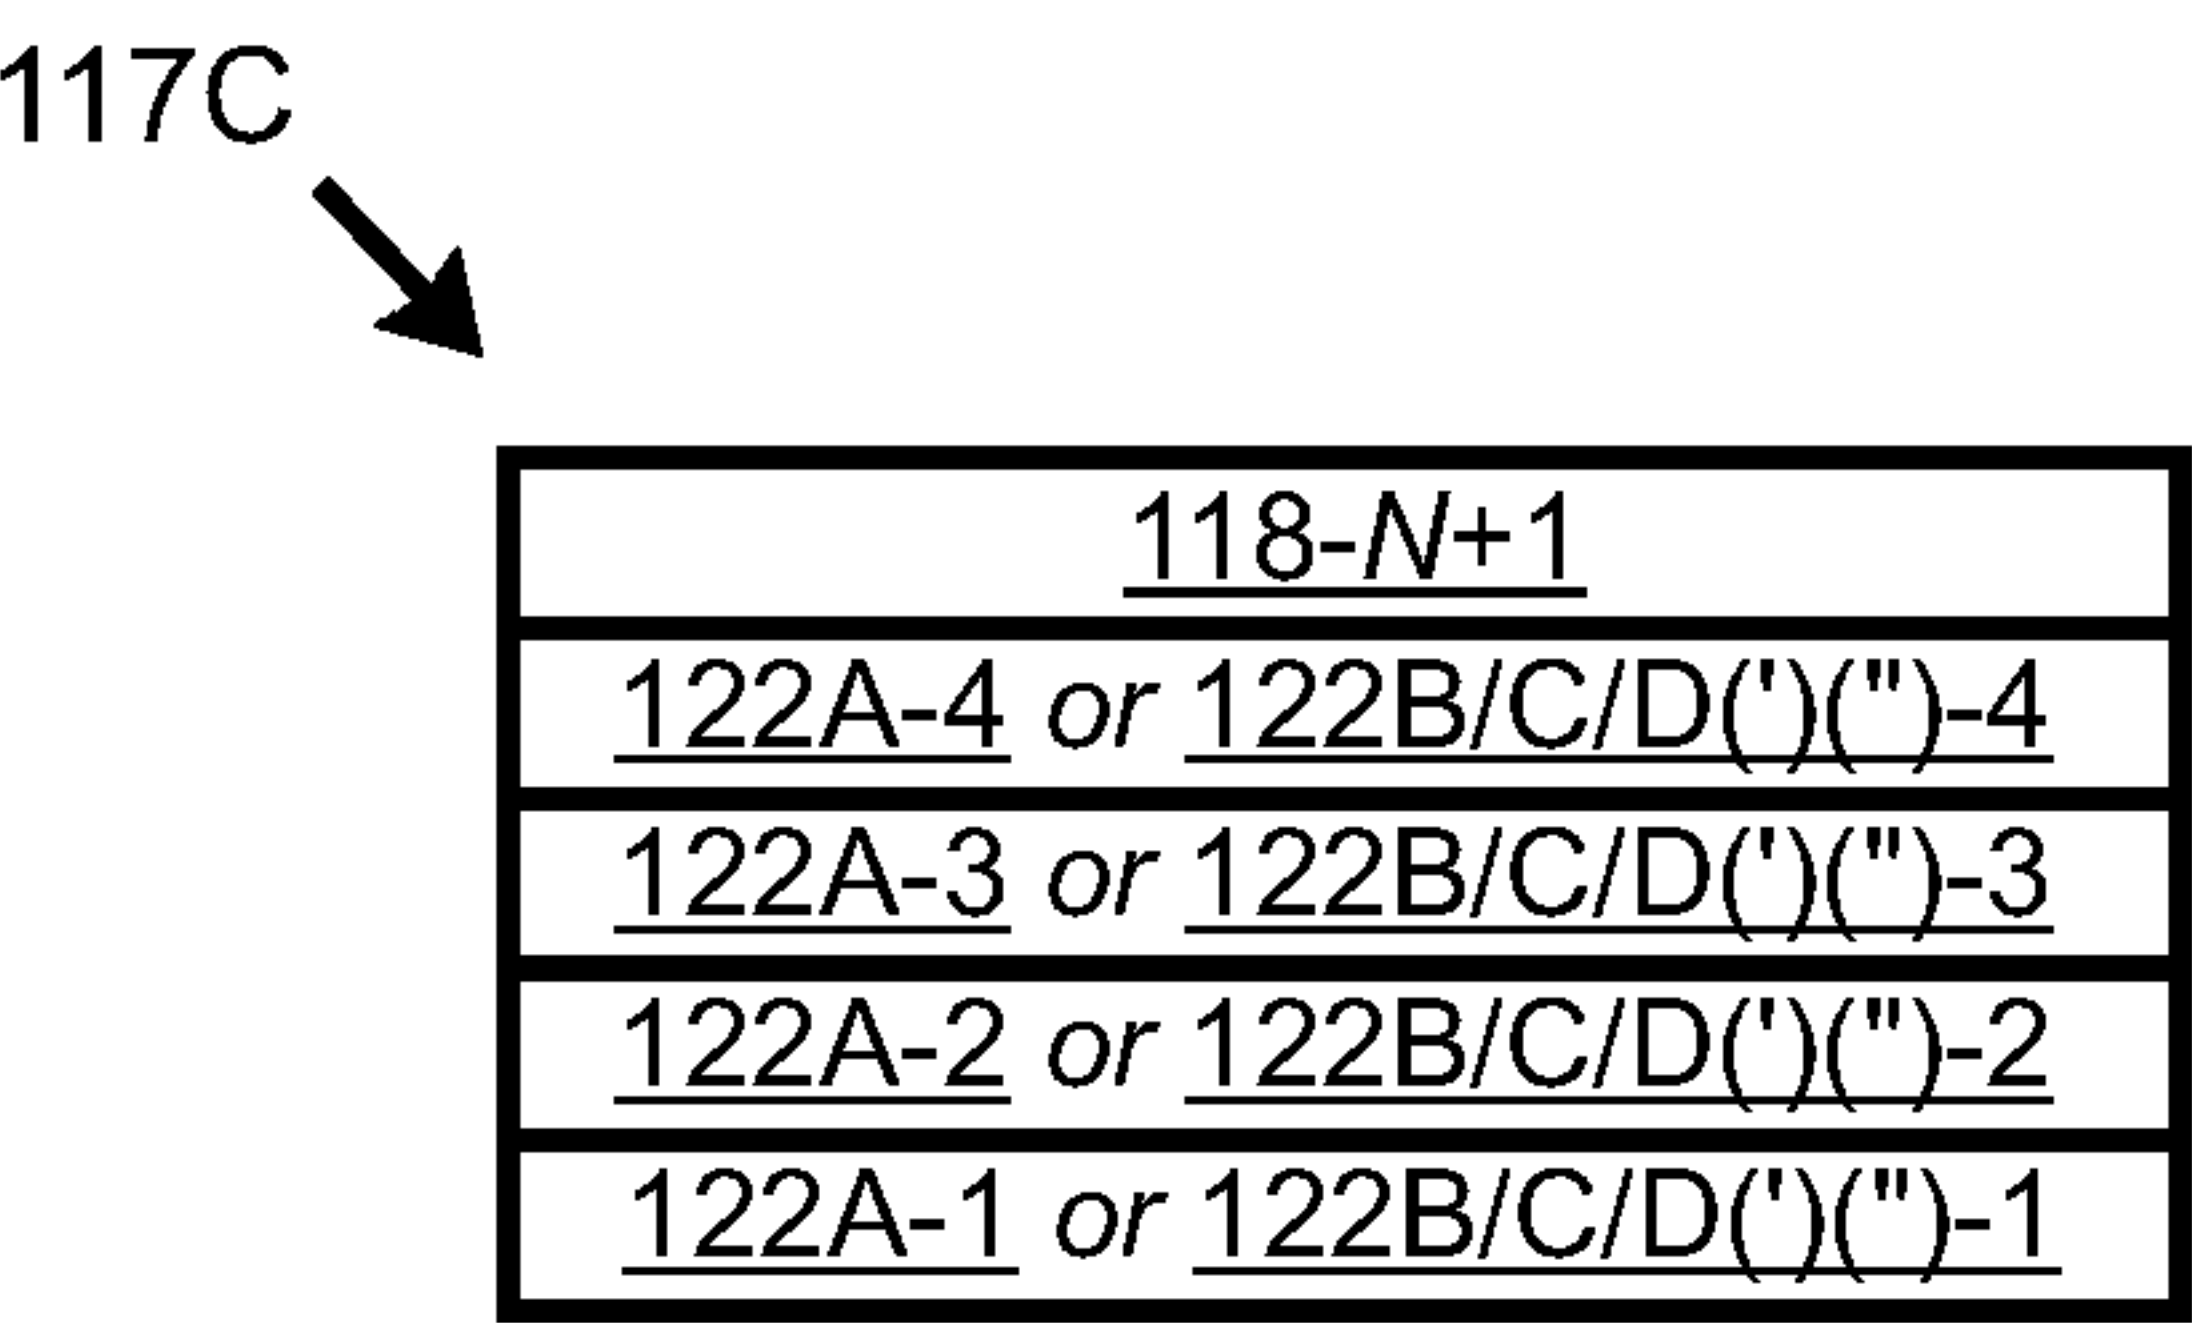 117C
118-N+1
122A-4 or 122B/C/D(')(")-4
122A-3 or 122B/C/D(')(")-3
122A-2 or 122B/C/D(')(")-2
122A-1 or 122B/C/D(')(")-1